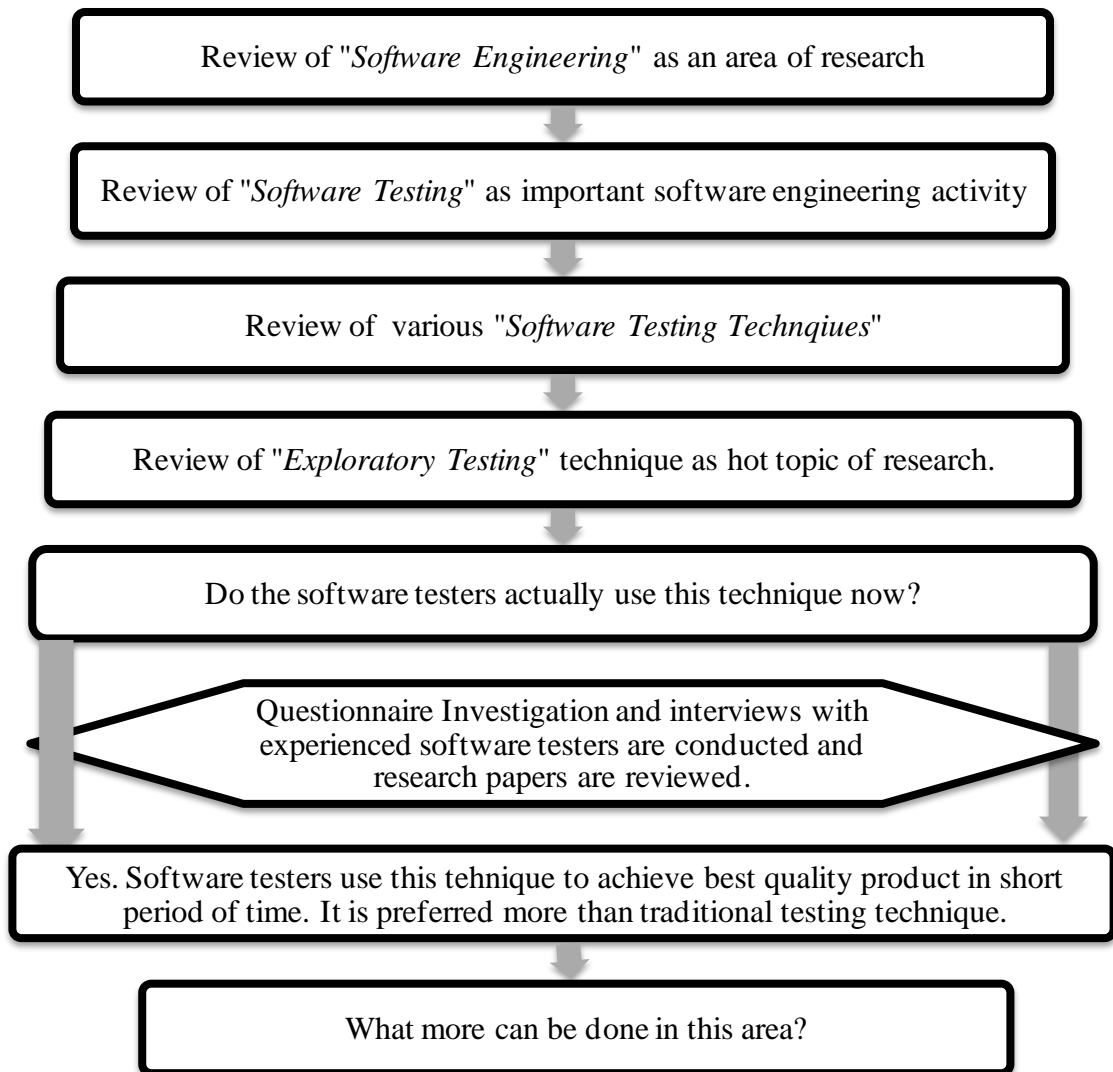 Review of "Software Engineering" as an area of research
Review of "Software Testing" as important software engineering activity
Review of various "Software Testing Technqiues"
Review of "Exploratory Testing" technique as hot topic of research.
Do the software testers actually use this technique now?
Questionnaire Investigation and interviews with
experienced software testers are conducted and
research papers are reviewed.
Yes. Software testers use this tehnique to achieve best quality product in short
period of time. It is preferred more than traditional testing technique.
What more can be done in this area?